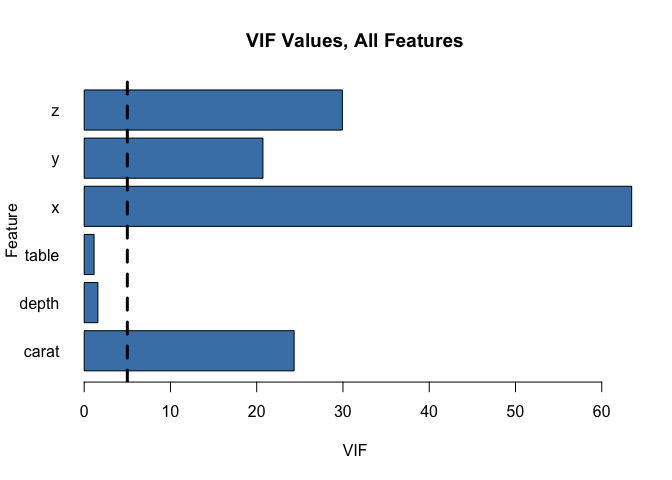 VIF Values, All Features
Feature
z
y
x
table
depth
carat
0 10 20 30 40 50 60
VIF